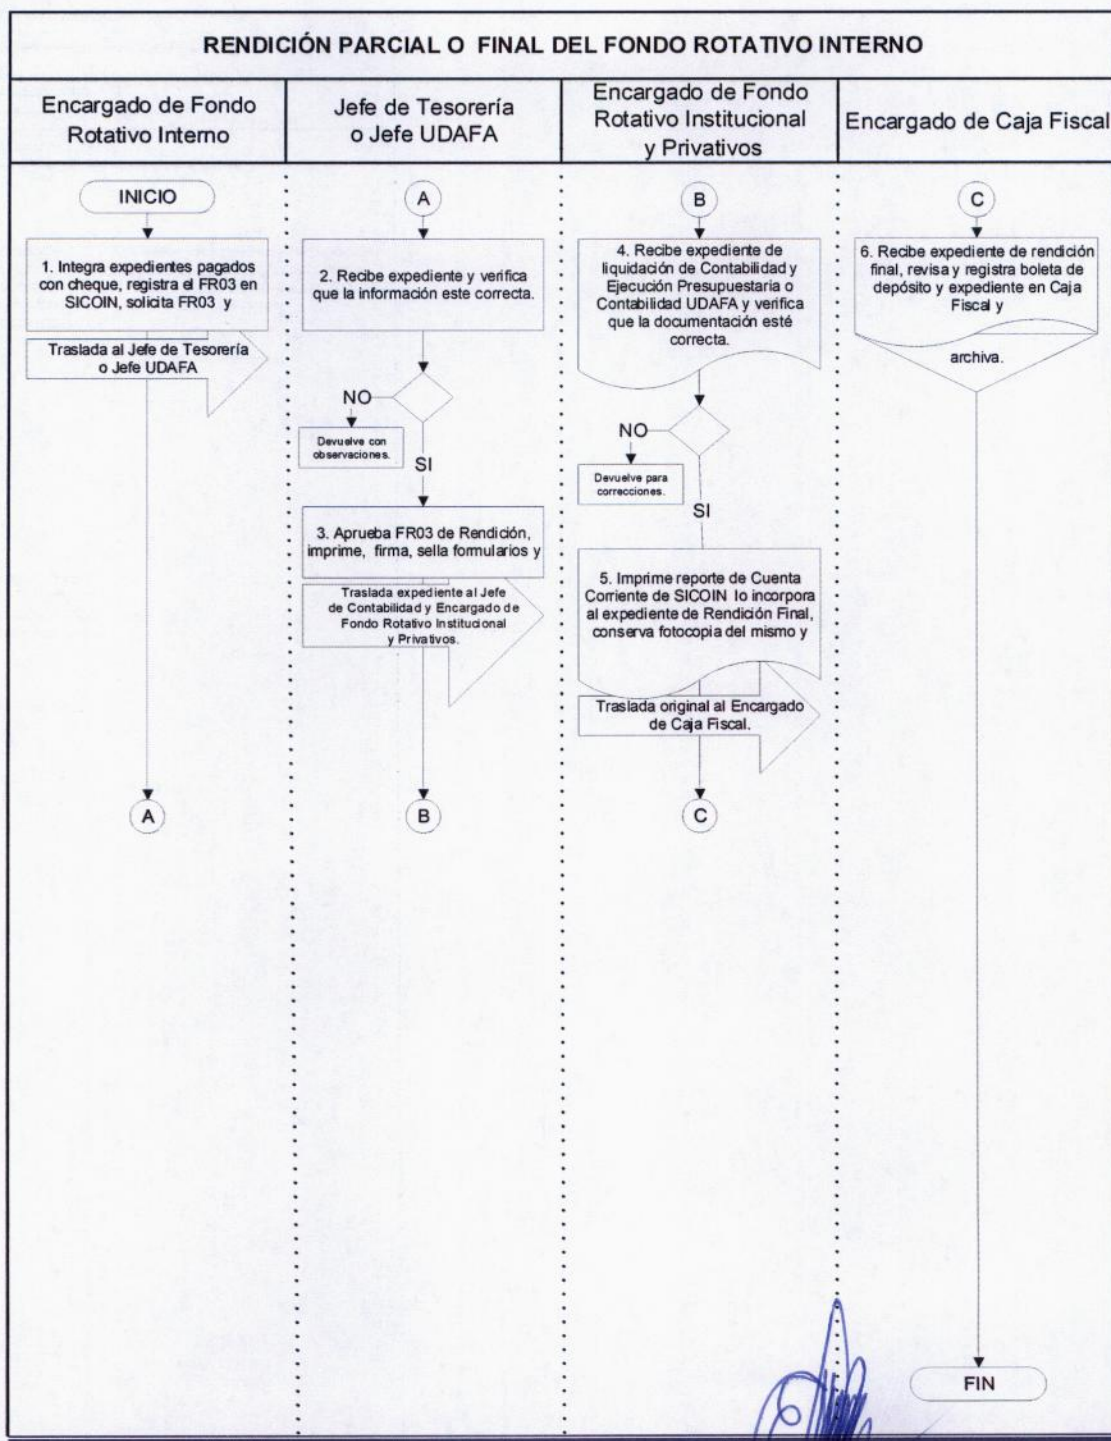 RENDICIÓN PARCIAL O FINAL DEL FONDO ROTATIVO INTERNO
Encargado de Fondo
Rotativo Interno
Jefe de Tesorería
o Jefe UDAFA
Encargado de Fondo
Rotativo Institucional
y Privativos
Encargado de Caja Fiscal
INICIO
1. Integra expedientes pagados
con cheque, registra el FR03 en
SICOIN, solicita FR03 y
Traslada al Jefe de Tesorería
o Jefe UDAFA
A
A
2. Recibe expediente y verifica
que la información este correcta.
NO
Devuelve con
observaciones.
SI
3. Aprueba FR03 de Rendición,
imprime, firma, sella formularios y
Traslada expediente al Jefe
de Contabilidad y Encargado de
Fondo Rotativo Institucional
y Privativos.
B
B
4. Recibe expediente de
liquidación de Contabilidad y
Ejecución Presupuestaria o
Contabilidad UDAFA y verifica
que la documentación esté
correcta.
NO
Devuelve para
correcciones.
SI
5. Imprime reporte de Cuenta
Corriente de SICOIN lo incorpora
al expediente de Rendición Final,
conserva fotocopia del mismo y
Traslada original al Encargado
de Caja Fiscal.
C
C
6. Recibe expediente de rendición
final, revisa y registra boleta de
depósito y expediente en Caja
Fiscal y
archiva.
FIN